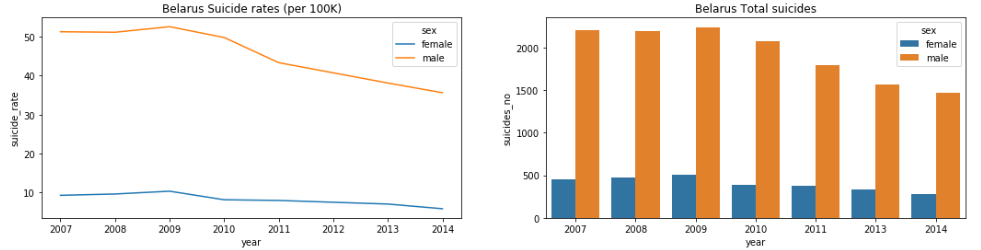 Belarus Suicide rates (per 100K)
sex
female
male
50
40
30
20
10
suicide_rate
2007 2008 2009 2010 2011 2012 2013 2014
year
Belarus Total suicides
sex
female
male
2000
1500
1000
500
0
suicides_no
2007 2008 2009 2010 2011 2013 2014
year